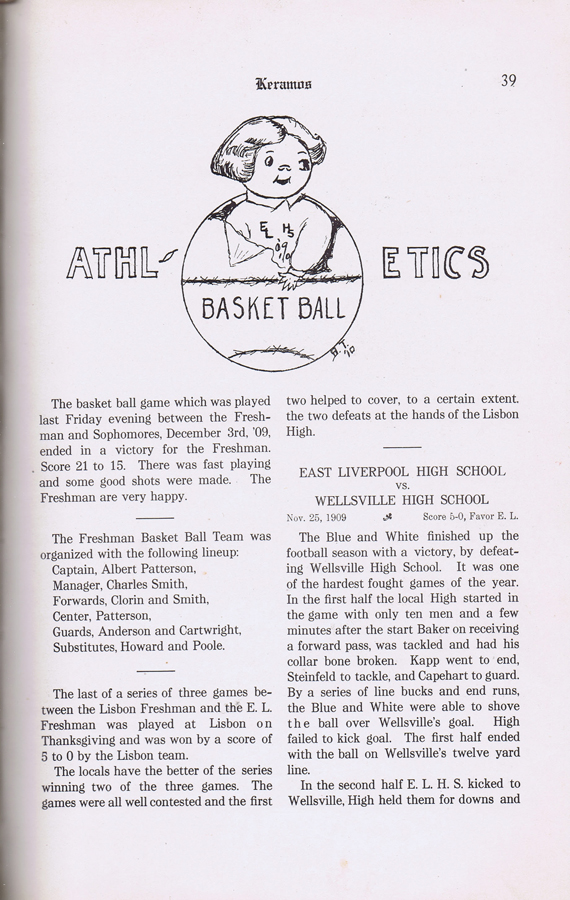 Keramos
39
ATHL-
ETICS
E L H S
'09
'10
BASKET BALL
The basket ball game which was played
last Friday evening between the Fresh-
man and Sophomores, December 3rd, '09,
ended in a victory for the Freshman.
Score 21 to 15. There was fast playing
and some good shots were made. The
Freshman are very happy.
The Freshman Basket Ball Team was
organized with the following lineup:
Captain, Albert Patterson,
Manager, Charles Smith,
Forwards, Clorin and Smith,
Center, Patterson,
Guards, Anderson and Cartwright,
Substitutes, Howard and Poole.
The last of a series of three games be-
tween the Lisbon Freshman and the E. L.
Freshman was played at Lisbon on
Thanksgiving and was won by a score of
5 to 0 by the Lisbon team.
The locals have the better of the series
winning two of the three games. The
games were all well contested and the first
two helped to cover, to a certain extent.
the two defeats at the hands of the Lisbon
High.
EAST LIVERPOOL HIGH SCHOOL
VS.
WELLSVILLE HIGH SCHOOL
Nov. 25, 1909 Score 5-0, Favor E. L.
The Blue and White finished up the
football season with a victory, by defeat-
ing Wellsville High School. It was one
of the hardest fought games of the year.
In the first half the local High started in
the game with only ten men and a few
minutes after the start Baker on receiving
a forward pass, was tackled and had his
collar bone broken. Kapp went to end,
Steinfeld to tackle, and Capehart to guard.
By a series of line bucks and end runs,
the Blue and White were able to shove
the ball over Wellsville's goal. High
failed to kick goal. The first half ended
with the ball on Wellsville's twelve yard
line.
In the second half E. L. H. S. kicked to
Wellsville, High held them for downs and